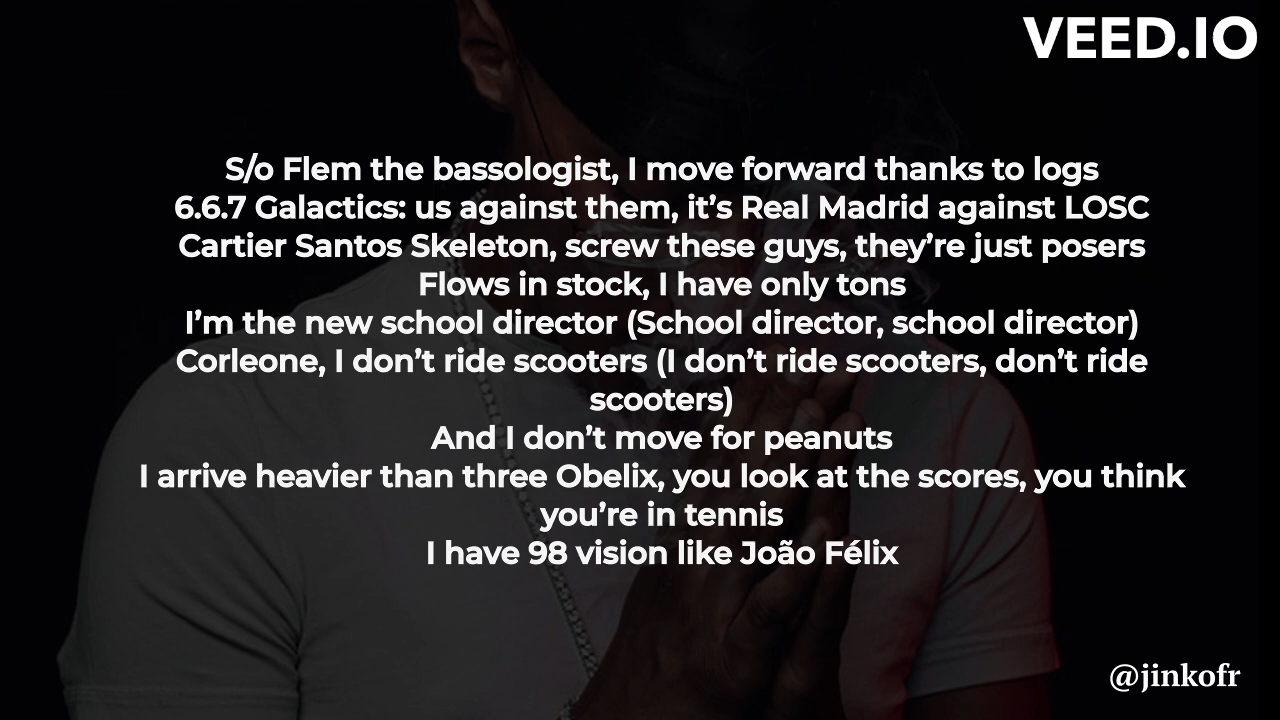 VEED.IO
S/o Flem the bassologist, I move forward thanks to logs
6.6.7 Galactics: us against them, it’s Real Madrid against LOSC
Cartier Santos Skeleton, screw these guys, they’re just posers
Flows in stock, I have only tons
I’m the new school director (School director, school director)
Corleone, I don’t ride scooters (I don’t ride scooters, don’t ride
scooters)
And I don’t move for peanuts
I arrive heavier than three Obelix, you look at the scores, you think
you’re in tennis
I have 98 vision like João Félix
@jinkofr